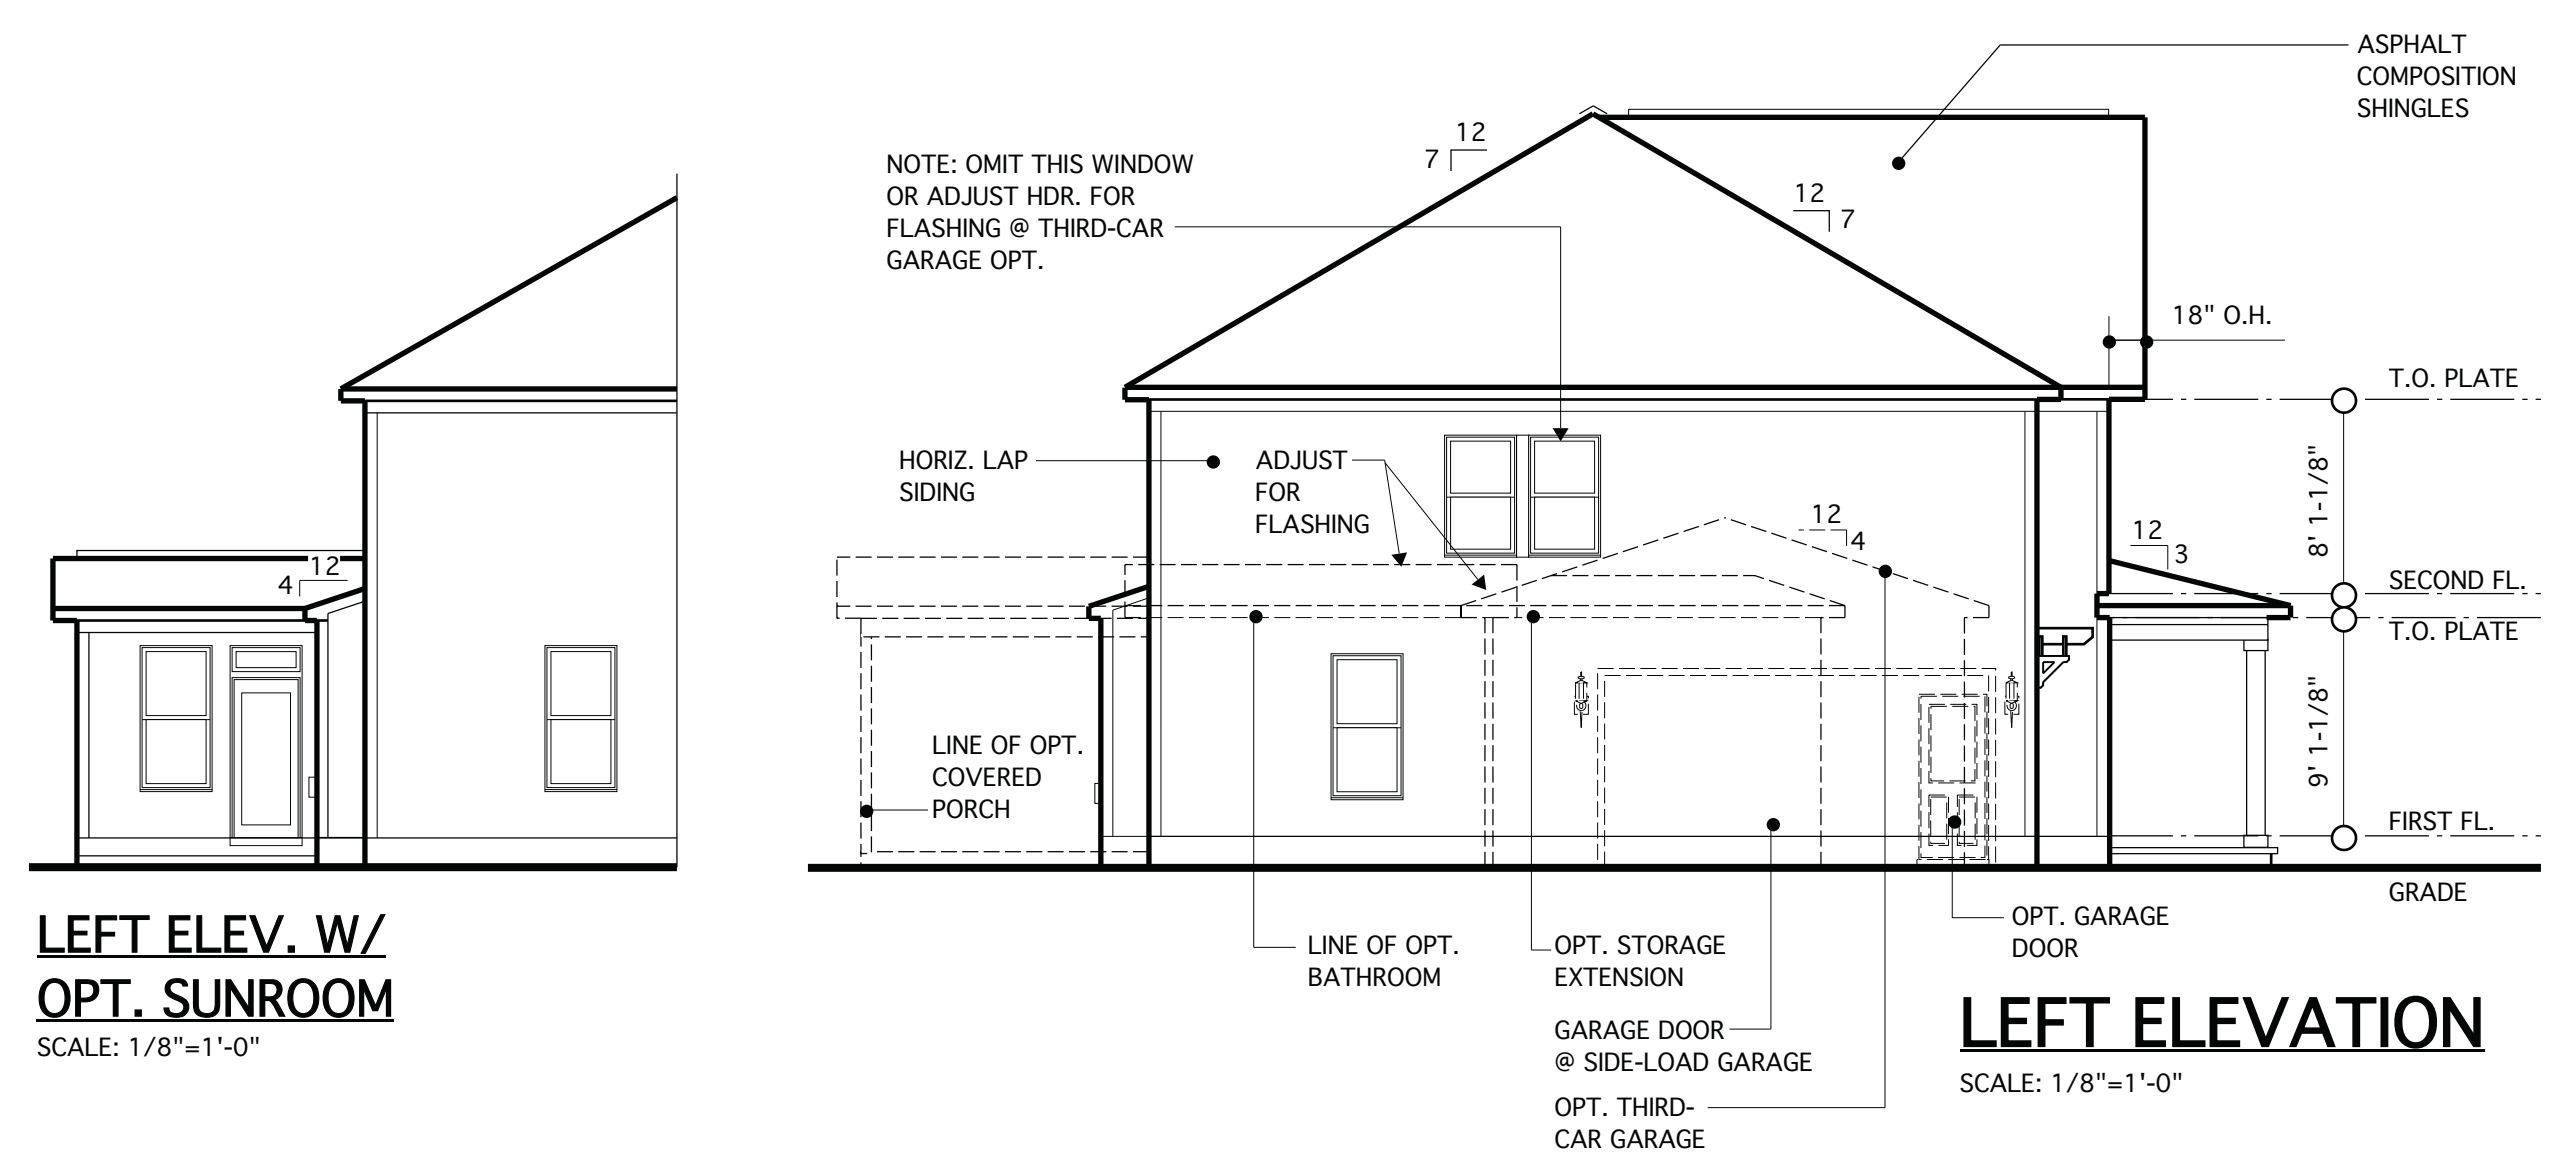 ASPHALT
COMPOSITION
SHINGLES
12
7
NOTE: OMIT THIS WINDOW
OR ADJUST HDR. FOR
FLASHING @ THIRD-CAR
GARAGE OPT.
12
7
18" O.H.
T.O. PLATE
HORIZ. LAP
SIDING
ADJUST
FOR
FLASHING
8' 1-1/8"
12
4
12
3
12
4
SECOND FL.
T.O. PLATE
9' 1-1/8"
LINE OF OPT.
COVERED
PORCH
FIRST FL.
GRADE
OPT. GARAGE
DOOR
LINE OF OPT.
BATHROOM
OPT. STORAGE
EXTENSION
GARAGE DOOR
@ SIDE-LOAD GARAGE
OPT. THIRD-
CAR GARAGE
LEFT ELEV. W/
OPT. SUNROOM
SCALE: 1/8"=1'-0"
LEFT ELEVATION
SCALE: 1/8"=1'-0"